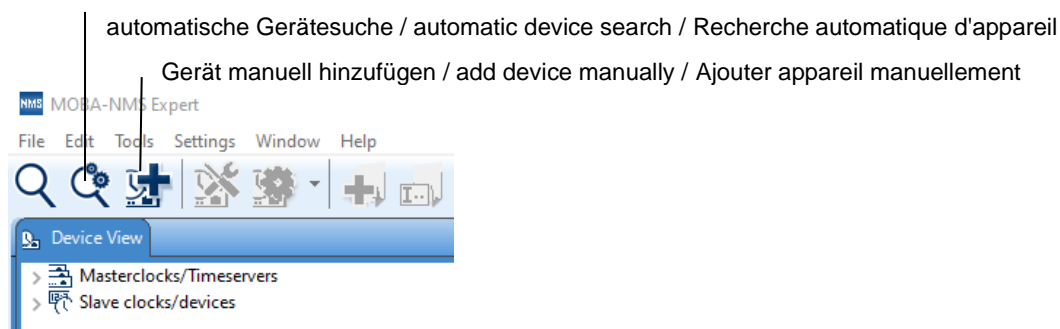 automatische Gerätesuche / automatic device search / Recherche automatique d'appareil
Gerät manuell hinzufügen / add device manually / Ajouter appareil manuellement
NMS MOBA-NMS Expert
File Edit Tools Settings Window Help
Device View
Masterclocks/Timeservers
Slave clocks/devices